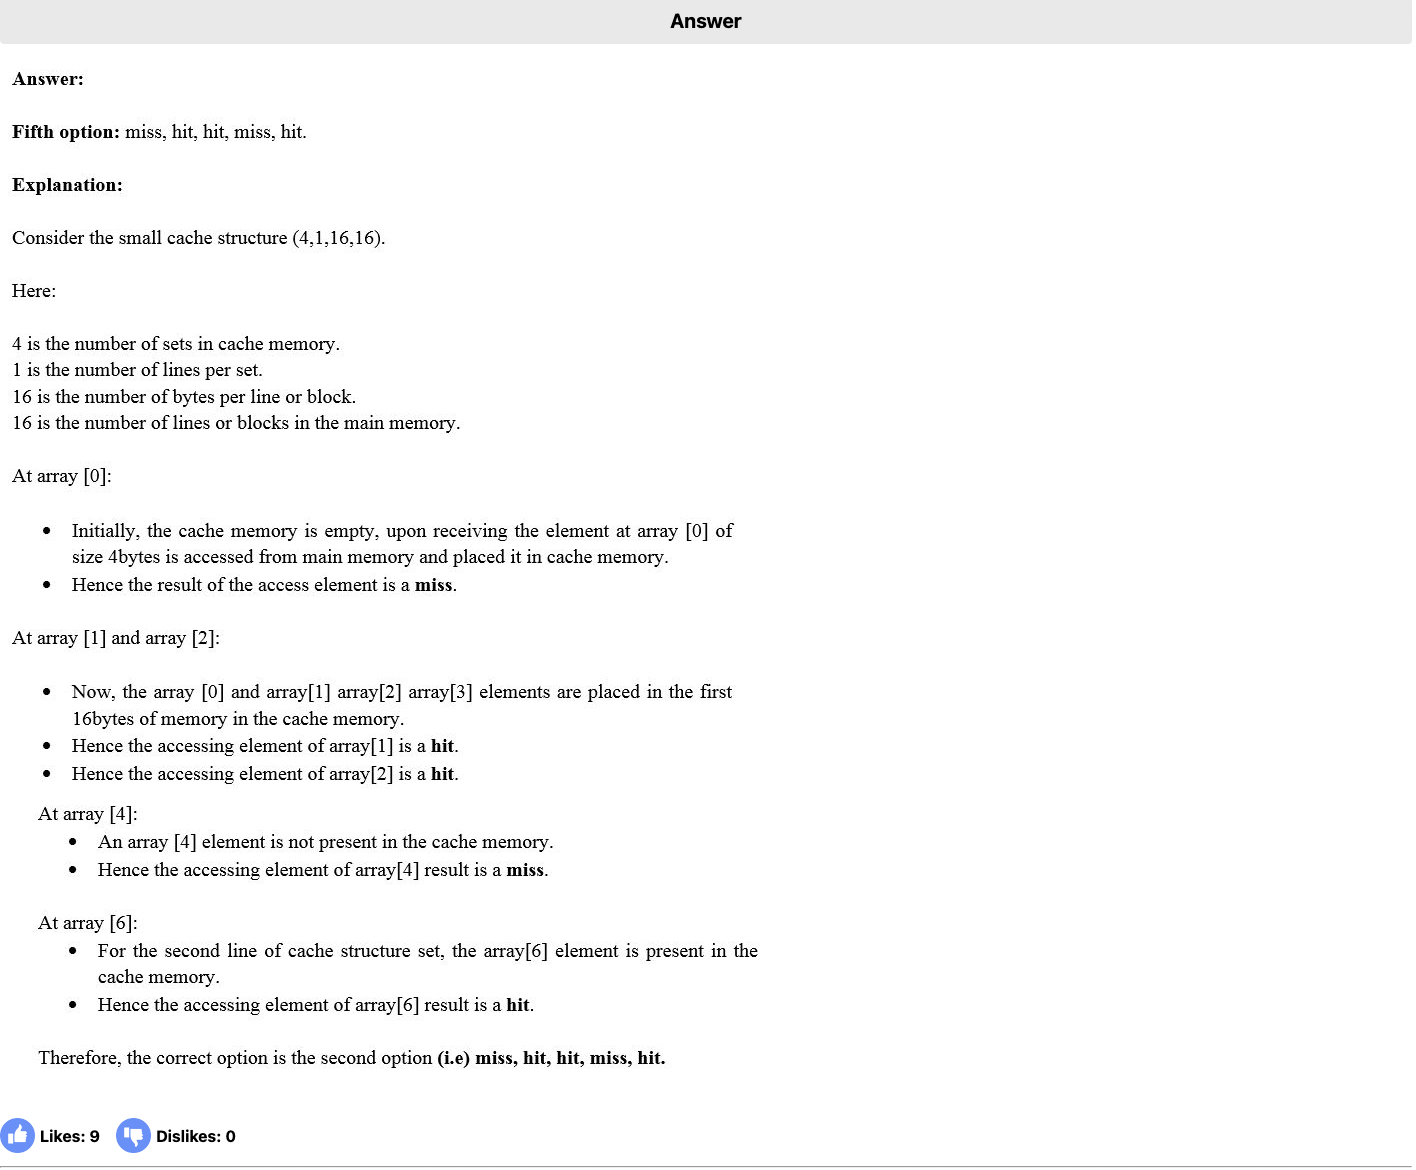 Answer
Answer:
Fifth option: miss, hit, hit, miss, hit.
Explanation:
Consider the small cache structure (4,1,16,16).
Here:
4 is the number of sets in cache memory.
1 is the number of lines per set.
16 is the number of bytes per line or block.
16 is the number of lines or blocks in the main memory.
At array [0]:
• Initially, the cache memory is empty, upon receiving the element at array [0] of
size 4bytes is accessed from main memory and placed it in cache memory.
• Hence the result of the access element is a miss.
At array [1] and array [2]:
• Now, the array [0] and array[1] array[2] array[3] elements are placed in the first
16bytes of memory in the cache memory.
• Hence the accessing element of array[1] is a hit.
• Hence the accessing element of array[2] is a hit.
At array [4]:
• An array [4] element is not present in the cache memory.
• Hence the accessing element of array[4] result is a miss.
At array [6]:
• For the second line of cache structure set, the array[6] element is present in the
cache memory.
• Hence the accessing element of array[6] result is a hit.
Therefore, the correct option is the second option (i.e) miss, hit, hit, miss, hit.
Likes: 9 Dislikes: 0